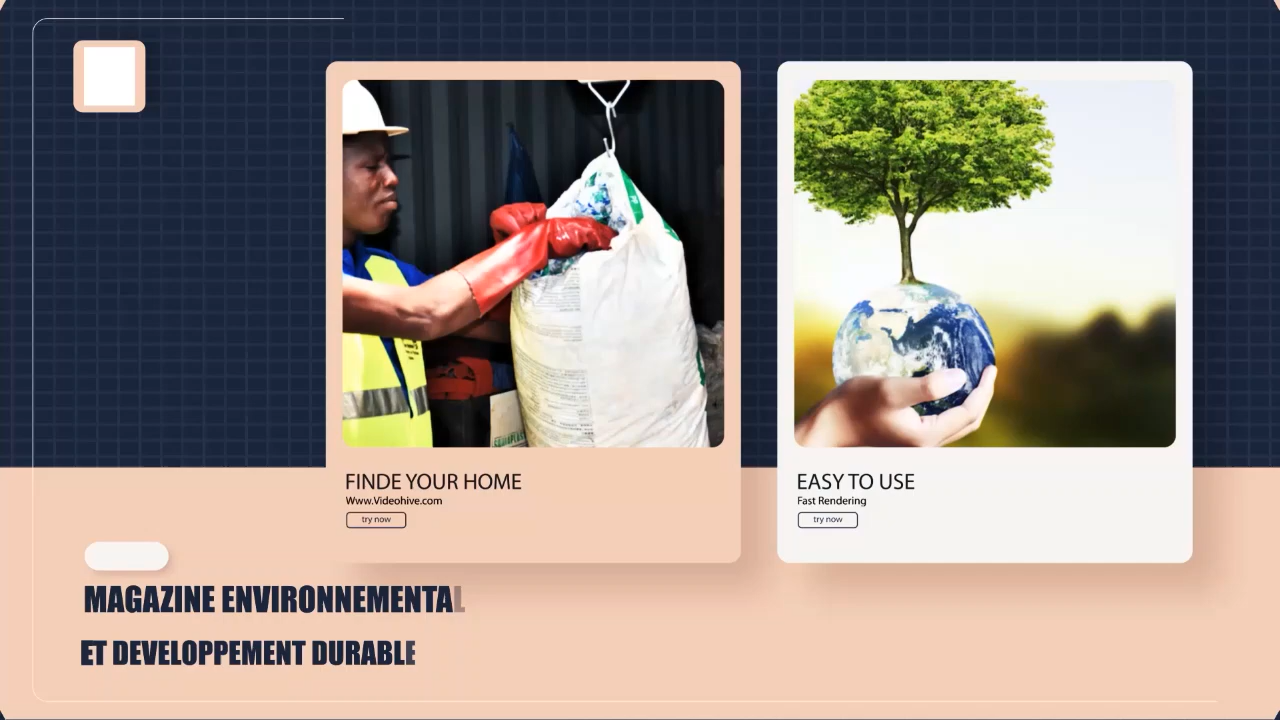 FINDE YOUR HOME
Www.Videohive.com
try now
EASY TO USE
Fast Rendering
try now
MAGAZINE ENVIRONNEMENTAL
ET DEVELOPPEMENT DURABLE